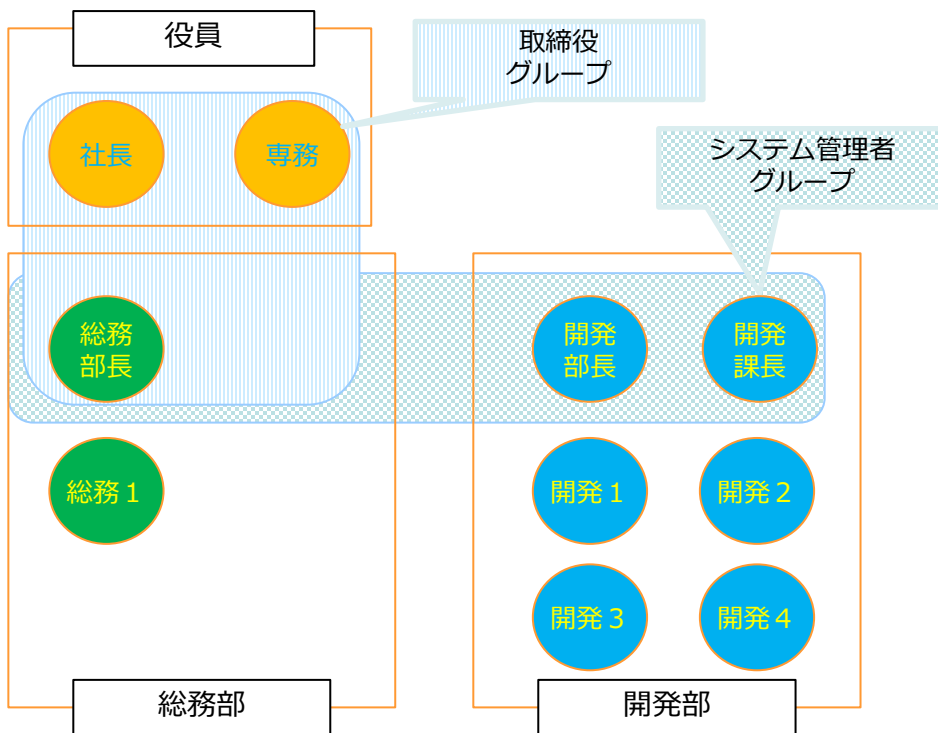 役員
取締役
グループ
社長
専務
システム管理者
グループ
総務
部長
開発
部長
開発
課長
総務１
開発１
開発２
開発３
開発４
総務部
開発部